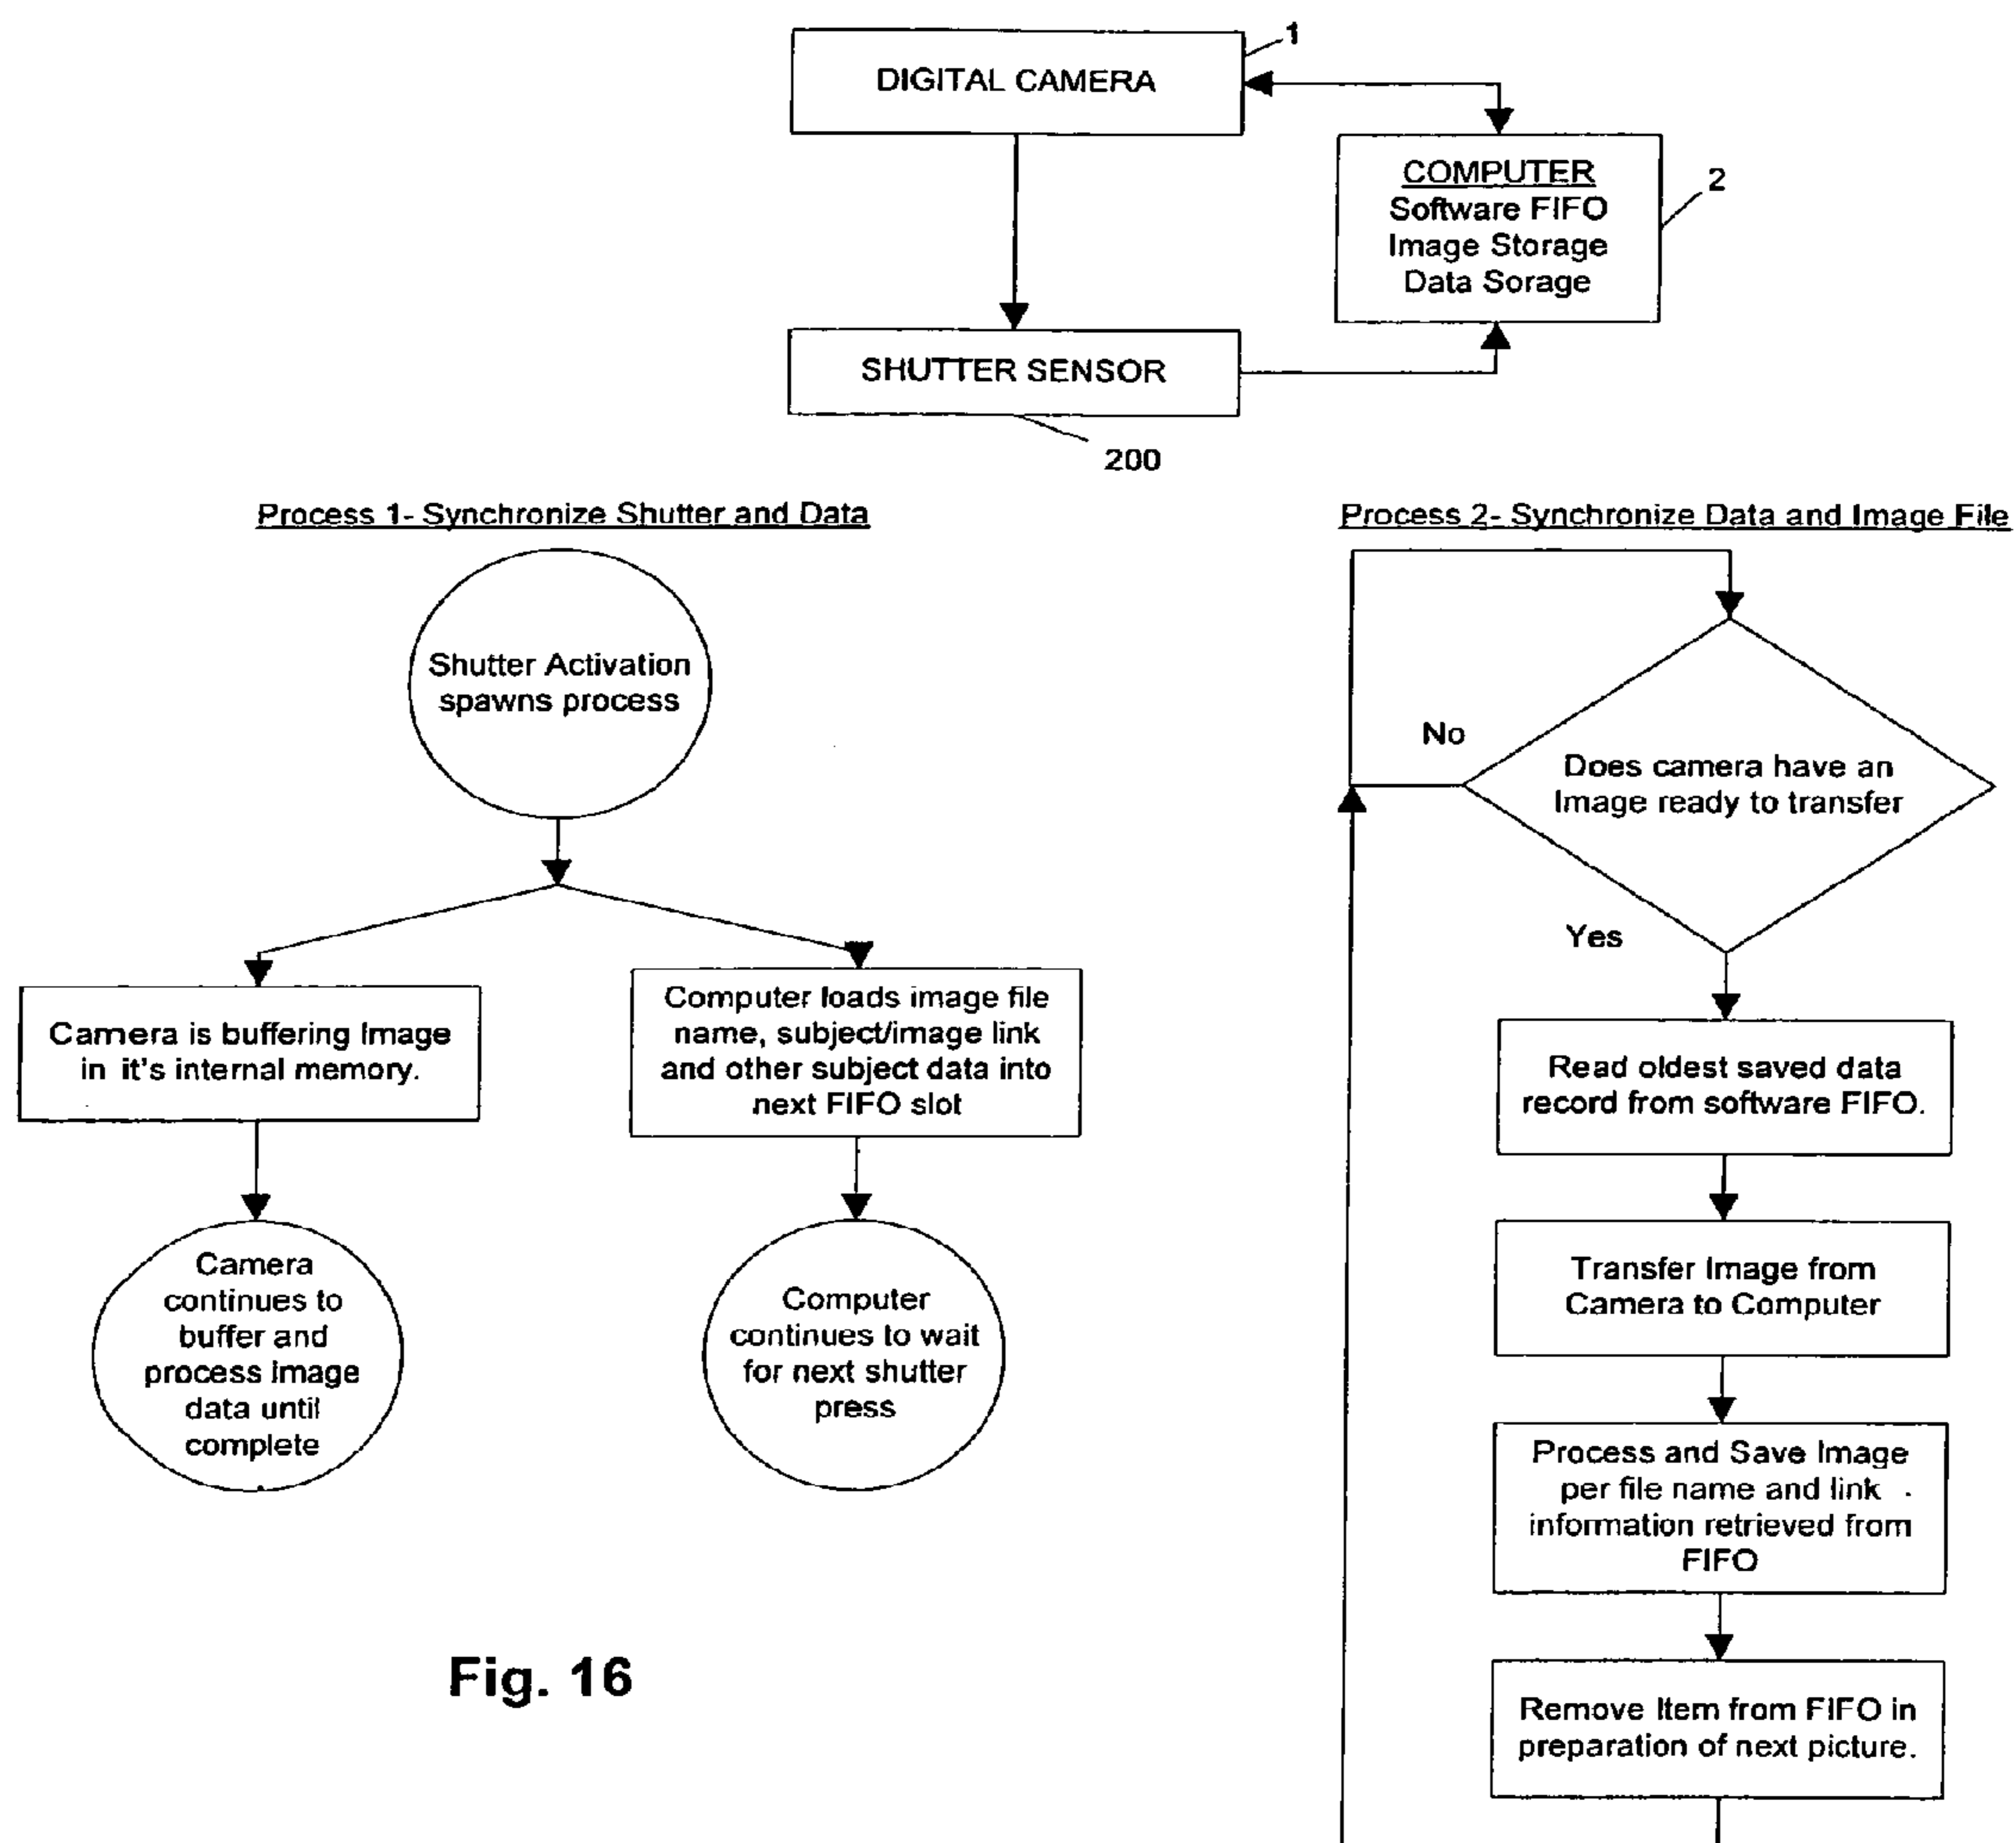 1
DIGITAL CAMERA
COMPUTER
Software FIFO
Image Storage
Data Sorage
2
SHUTTER SENSOR
200
Process 1- Synchronize Shutter and Data
Shutter Activation
spawns process
Camera is buffering Image
in it's internal memory.
Computer loads image file
name, subject/image link
and other subject data into
next FIFO slot
Camera
continues to
buffer and
process Image
data until
complete
Computer
continues to wait
for next shutter
press
Process 2- Synchronize Data and Image File
No
Does camera have an
Image ready to transfer
Yes
Read oldest saved data
record from software FIFO.
Transfer Image from
Camera to Computer
Process and Save Image
per file name and link
information retrieved from
FIFO
Remove Item from FIFO in
preparation of next picture.
Fig. 16